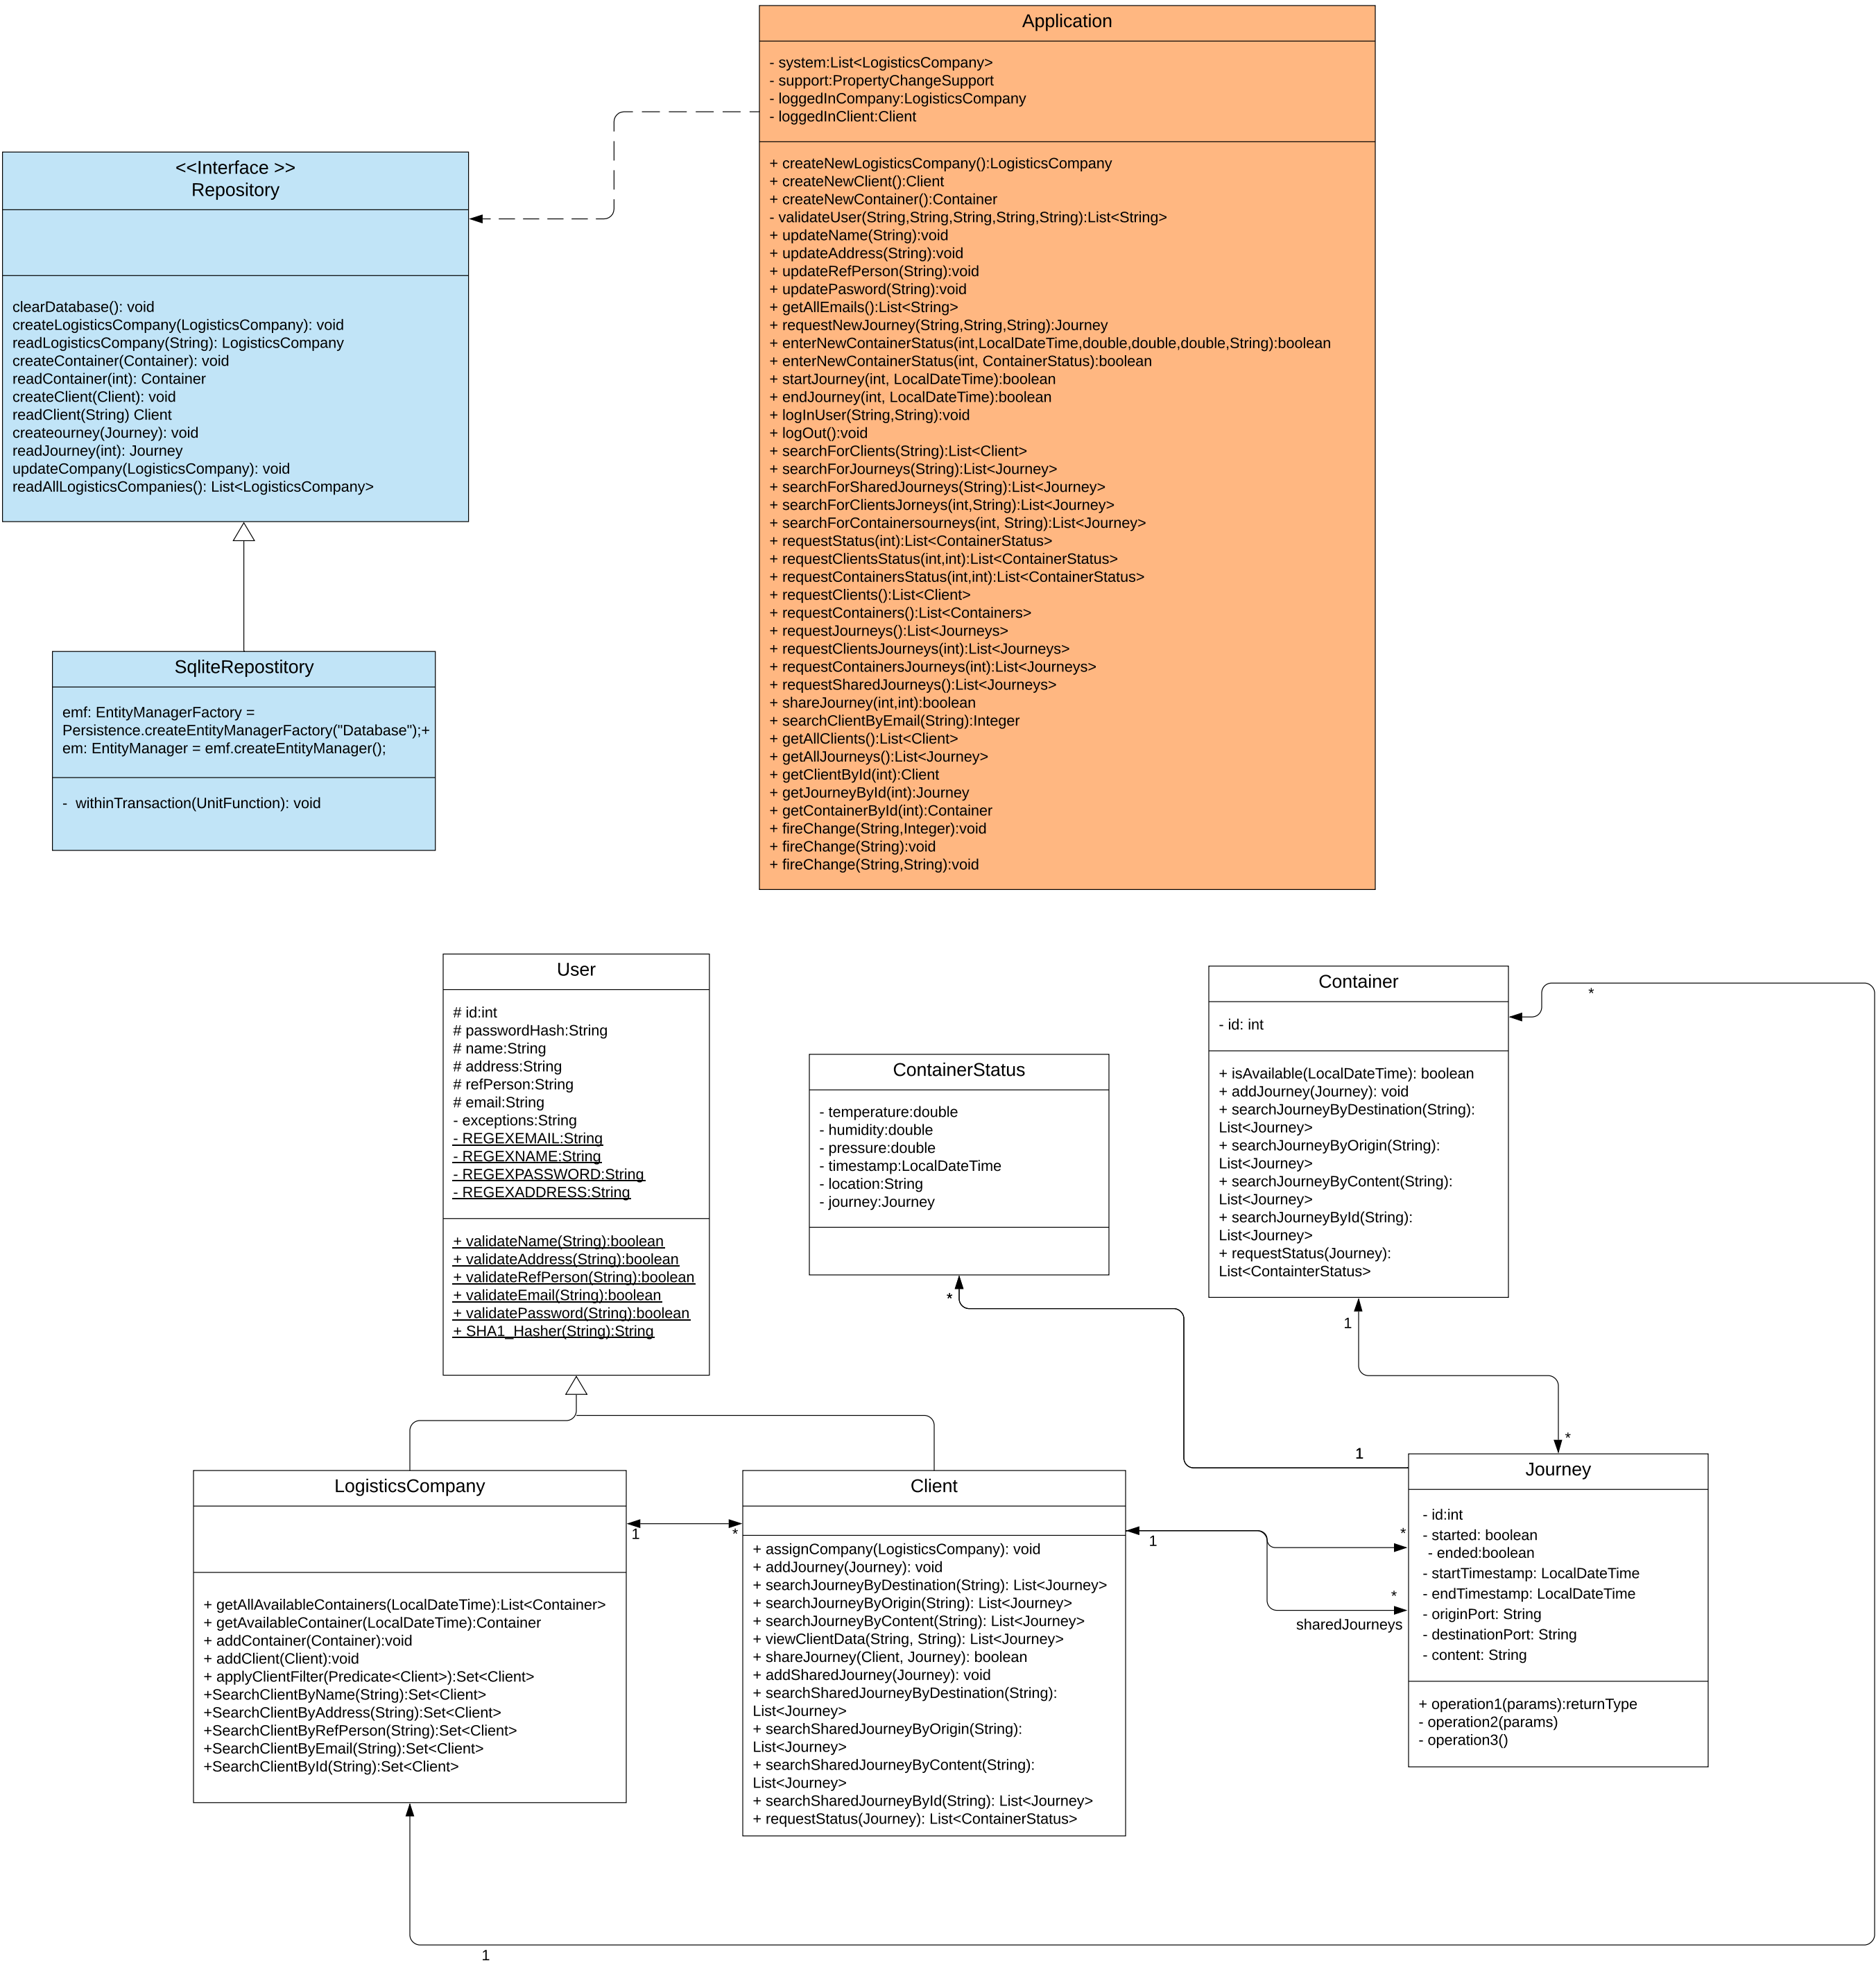 Application
- system:List<LogisticsCompany>
- support:PropertyChangeSupport
- loggedInCompany:LogisticsCompany
- loggedInClient:Client
+ createNewLogisticsCompany():LogisticsCompany
+ createNewClient():Client
+ createNewContainer():Container
- validateUser(String,String,String,String,String):List<String>
+ updateName(String):void
+ updateAddress(String):void
+ updateRefPerson(String):void
+ updatePasword(String):void
+ getAllEmails():List<String>
+ requestNewJourney(String,String,String):Journey
+ enterNewContainerStatus(int,LocalDateTime,double,double,double,String):boolean
+ enterNewContainerStatus(int, ContainerStatus):boolean
+ startJourney(int, LocalDateTime):boolean
+ endJourney(int, LocalDateTime):boolean
+ logInUser(String,String):void
+ logOut():void
+ searchForClients(String):List<Client>
+ searchForJourneys(String):List<Journey>
+ searchForSharedJourneys(String):List<Journey>
+ searchForClientsJorneys(int,String):List<Journey>
+ searchForContainersourneys(int, String):List<Journey>
+ requestStatus(int):List<ContainerStatus>
+ requestClientsStatus(int,int):List<ContainerStatus>
+ requestContainersStatus(int,int):List<ContainerStatus>
+ requestClients():List<Client>
+ requestContainers():List<Containers>
+ requestJourneys():List<Journeys>
+ requestClientsJourneys(int):List<Journeys>
+ requestContainersJourneys(int):List<Journeys>
+ requestSharedJourneys():List<Journeys>
+ shareJourney(int,int):boolean
+ searchClientByEmail(String):Integer
+ getAllClients():List<Client>
+ getAllJourneys():List<Journey>
+ getClientById(int):Client
+ getJourneyById(int):Journey
+ getContainerById(int):Container
+ fireChange(String,Integer):void
+ fireChange(String):void
+ fireChange(String,String):void
<<Interface >>
Repository
clearDatabase(): void
createLogisticsCompany(LogisticsCompany): void
readLogisticsCompany(String): LogisticsCompany
createContainer(Container): void
readContainer(int): Container
createClient(Client): void
readClient(String) Client
createourney(Journey): void
readJourney(int): Journey
updateCompany(LogisticsCompany): void
readAllLogisticsCompanies(): List<LogisticsCompany>
SqliteRepostitory
emf: EntityManagerFactory =
Persistence.createEntityManagerFactory("Database");+
em: EntityManager = emf.createEntityManager();
- withinTransaction(UnitFunction): void
User
# id:int
# passwordHash:String
# name:String
# address:String
# refPerson:String
# email:String
- exceptions:String
- REGEXEMAIL:String
- REGEXNAME:String
- REGEXPASSWORD:String
- REGEXADDRESS:String
+ validateName(String):boolean
+ validateAddress(String):boolean
+ validateRefPerson(String):boolean
+ validateEmail(String):boolean
+ validatePassword(String):boolean
+ SHA1_Hasher(String):String
ContainerStatus
- temperature:double
- humidity:double
- pressure:double
- timestamp:LocalDateTime
- location:String
- journey:Journey
*
1
Container
- id: int
+ isAvailable(LocalDateTime): boolean
+ addJourney(Journey): void
+ searchJourneyByDestination(String):
List<Journey>
+ searchJourneyByOrigin(String):
List<Journey>
+ searchJourneyByContent(String):
List<Journey>
+ searchJourneyById(String):
List<Journey>
+ requestStatus(Journey):
List<ContainterStatus>
*
1
*
LogisticsCompany
+ getAllAvailableContainers(LocalDateTime):List<Container>
+ getAvailableContainer(LocalDateTime):Container
+ addContainer(Container):void
+ addClient(Client):void
+ applyClientFilter(Predicate<Client>):Set<Client>
+SearchClientByName(String):Set<Client>
+SearchClientByAddress(String):Set<Client>
+SearchClientByRefPerson(String):Set<Client>
+SearchClientByEmail(String):Set<Client>
+SearchClientById(String):Set<Client>
1
*
Client
+ assignCompany(LogisticsCompany): void
+ addJourney(Journey): void
+ searchJourneyByDestination(String): List<Journey>
+ searchJourneyByOrigin(String): List<Journey>
+ searchJourneyByContent(String): List<Journey>
+ viewClientData(String, String): List<Journey>
+ shareJourney(Client, Journey): boolean
+ addSharedJourney(Journey): void
+ searchSharedJourneyByDestination(String):
List<Journey>
+ searchSharedJourneyByOrigin(String):
List<Journey>
+ searchSharedJourneyByContent(String):
List<Journey>
+ searchSharedJourneyById(String): List<Journey>
+ requestStatus(Journey): List<ContainerStatus>
1
*
*
sharedJourneys
Journey
- id:int
- started: boolean
- ended:boolean
- startTimestamp: LocalDateTime
- endTimestamp: LocalDateTime
- originPort: String
- destinationPort: String
- content: String
+ operation1(params):returnType
- operation2(params)
- operation3()
1